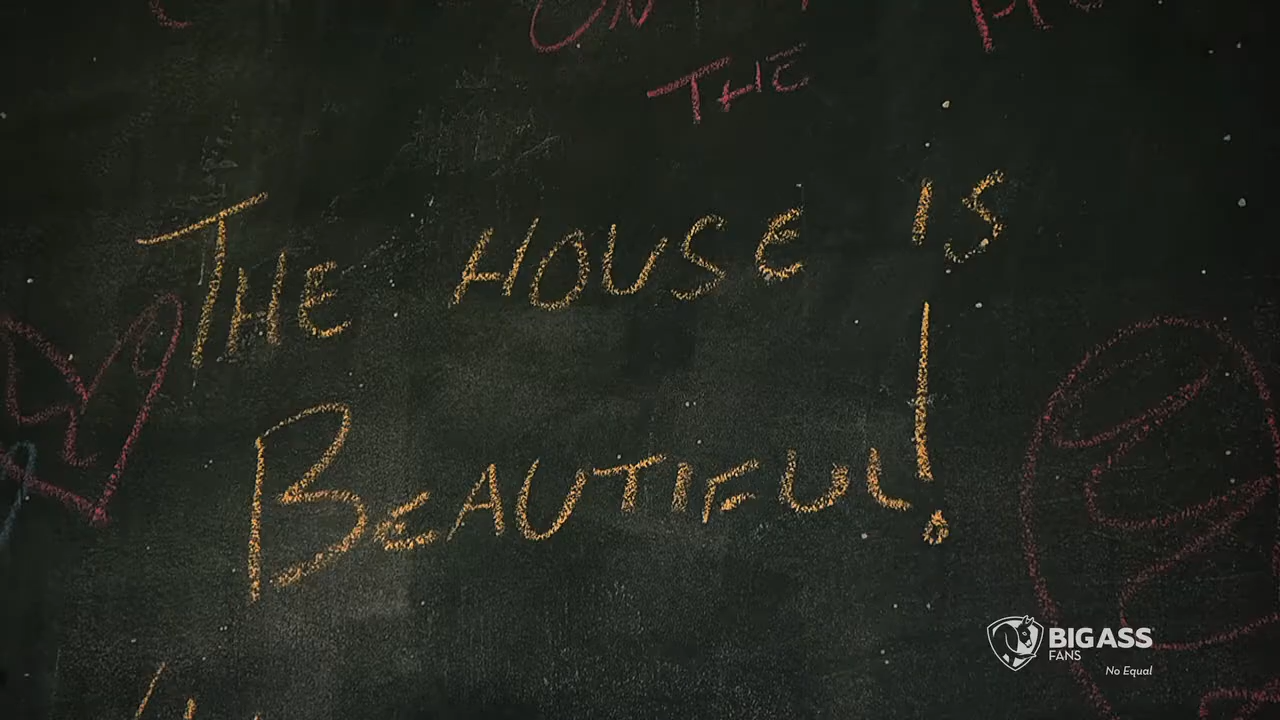 THE
THE HOUSE IS
BEAUTIFUL!
BIG ASS
FANS
No Equal